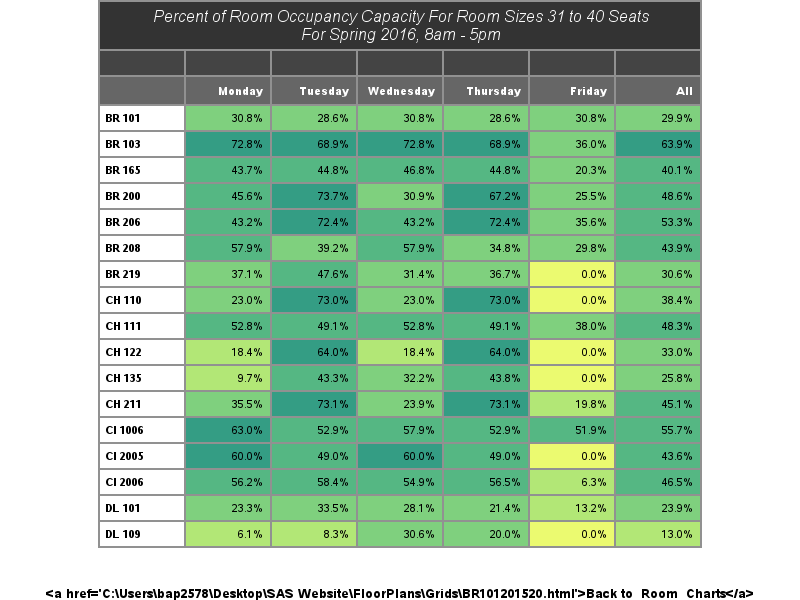 Percent of Room Occupancy Capacity For Room Sizes 31 to 40 Seats
For Spring 2016, 8am - 5pm
Monday Tuesday Wednesday Thursday Friday All
BR 101 30.8% 28.6% 30.8% 28.6% 30.8% 29.9%
BR 103 72.8% 68.9% 72.8% 68.9% 36.0% 63.9%
BR 165 43.7% 44.8% 46.8% 44.8% 20.3% 40.1%
BR 200 45.6% 73.7% 30.9% 67.2% 25.5% 48.6%
BR 206 43.2% 72.4% 43.2% 72.4% 35.6% 53.3%
BR 208 57.9% 39.2% 57.9% 34.8% 29.8% 43.9%
BR 219 37.1% 47.6% 31.4% 36.7% 0.0% 30.6%
CH 110 23.0% 73.0% 23.0% 73.0% 0.0% 38.4%
CH 111 52.8% 49.1% 52.8% 49.1% 38.0% 48.3%
CH 122 18.4% 64.0% 18.4% 64.0% 0.0% 33.0%
CH 135 9.7% 43.3% 32.2% 43.8% 0.0% 25.8%
CH 211 35.5% 73.1% 23.9% 73.1% 19.8% 45.1%
CI 1006 63.0% 52.9% 57.9% 52.9% 51.9% 55.7%
CI 2005 60.0% 49.0% 60.0% 49.0% 0.0% 43.6%
CI 2006 56.2% 58.4% 54.9% 56.5% 6.3% 46.5%
DL 101 23.3% 33.5% 28.1% 21.4% 13.2% 23.9%
DL 109 6.1% 8.3% 30.6% 20.0% 0.0% 13.0%
<a href='C:\Users\bap2578\Desktop\SAS Website\FloorPlans\Grids\BR101201520.html'>Back to Room Charts</a>